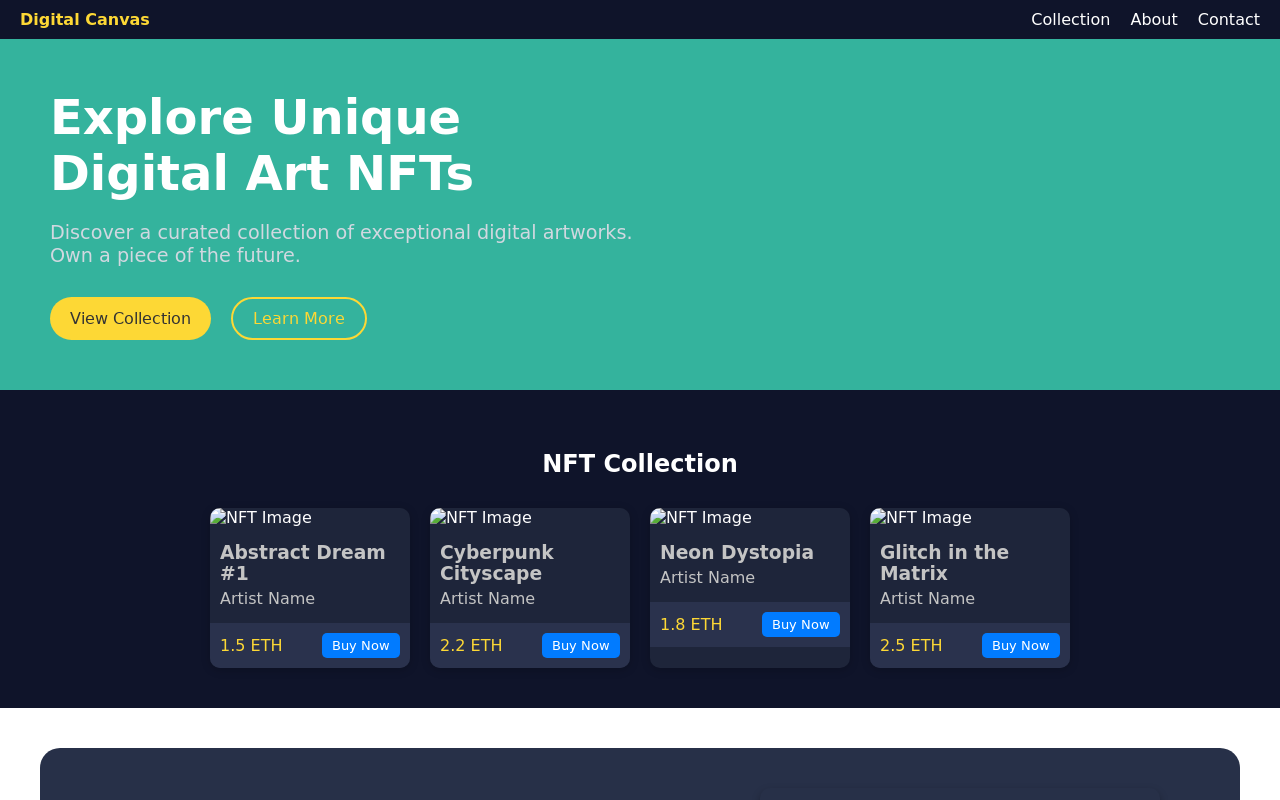 Digital Canvas
Collection
About
Contact
Explore Unique
Digital Art NFTs
Discover a curated collection of exceptional digital artworks.
Own a piece of the future.
View Collection
Learn More
NFT Collection
NFT Image
Abstract Dream
#1
Artist Name
1.5 ETH
Buy Now
NFT Image
Cyberpunk
Cityscape
Artist Name
2.2 ETH
Buy Now
NFT Image
Neon Dystopia
Artist Name
1.8 ETH
Buy Now
NFT Image
Glitch in the
Matrix
Artist Name
2.5 ETH
Buy Now